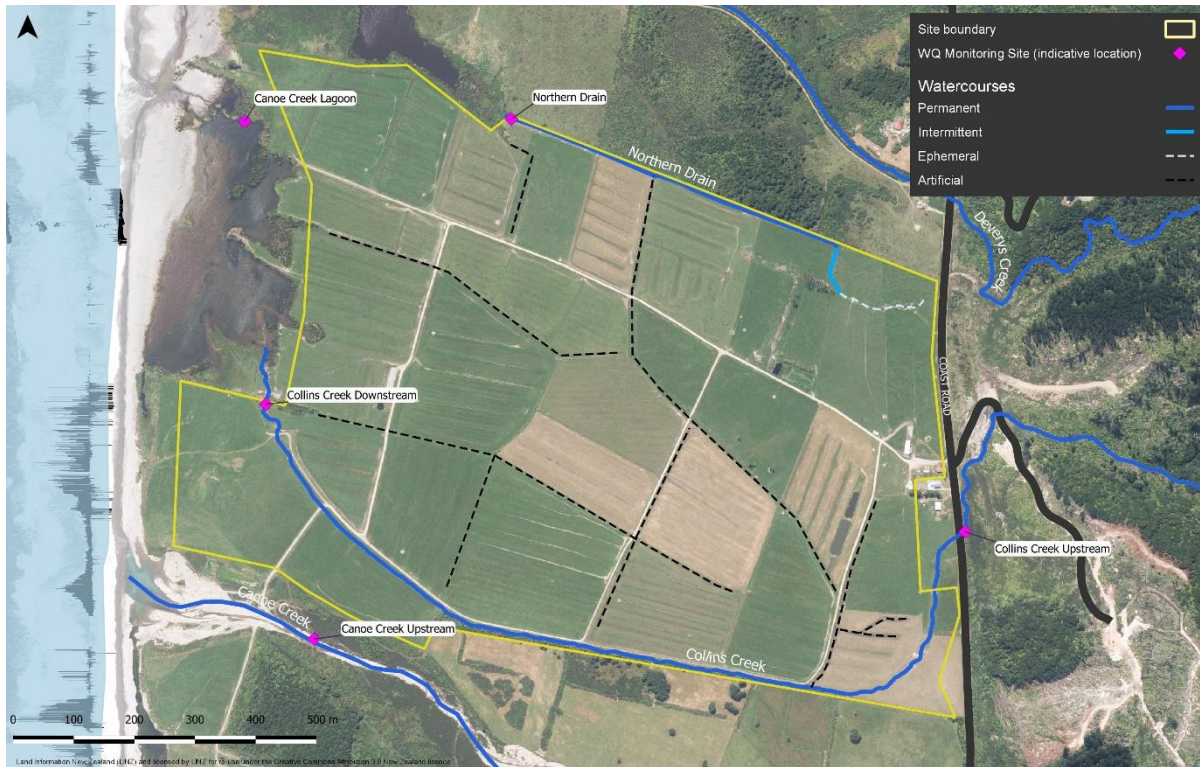 Site boundary
WQ Monitoring Site (indicative location)
Watercourses
Permanent
Intermittent
Ephemeral
Artificial
Canoe Creek Lagoon
Northern Drain
Northern Drain
Deverys Creek
Collins Creek Downstream
COAST ROAD
Collins Creek Upstream
Canoe Creek
Canoe Creek Upstream
Collins Creek
0 100 200 300 400 500 m
Land Information New Zealand (LINZ) and licensed by LINZ for re-use under the Creative Commons Attribution 3.0 New Zealand licence